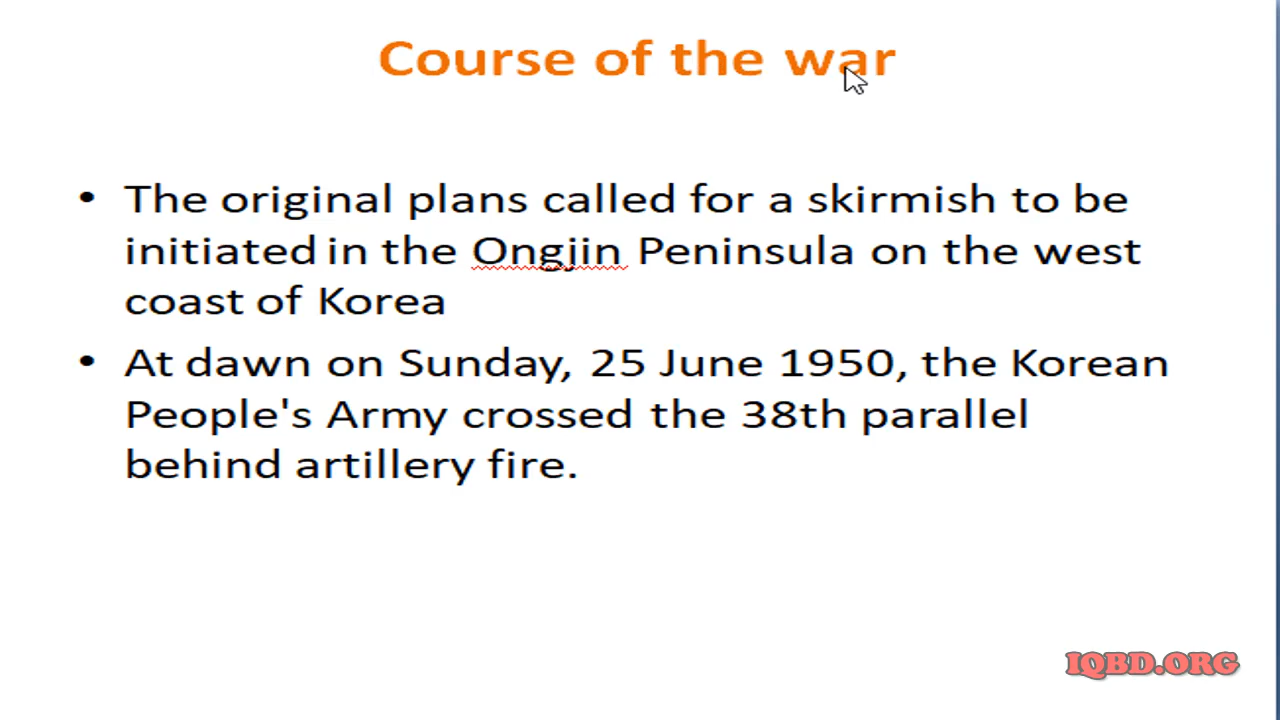 Course of the war
• The original plans called for a skirmish to be
initiated in the Ongjin Peninsula on the west
coast of Korea
• At dawn on Sunday, 25 June 1950, the Korean
People's Army crossed the 38th parallel
behind artillery fire.
IQBD.ORG